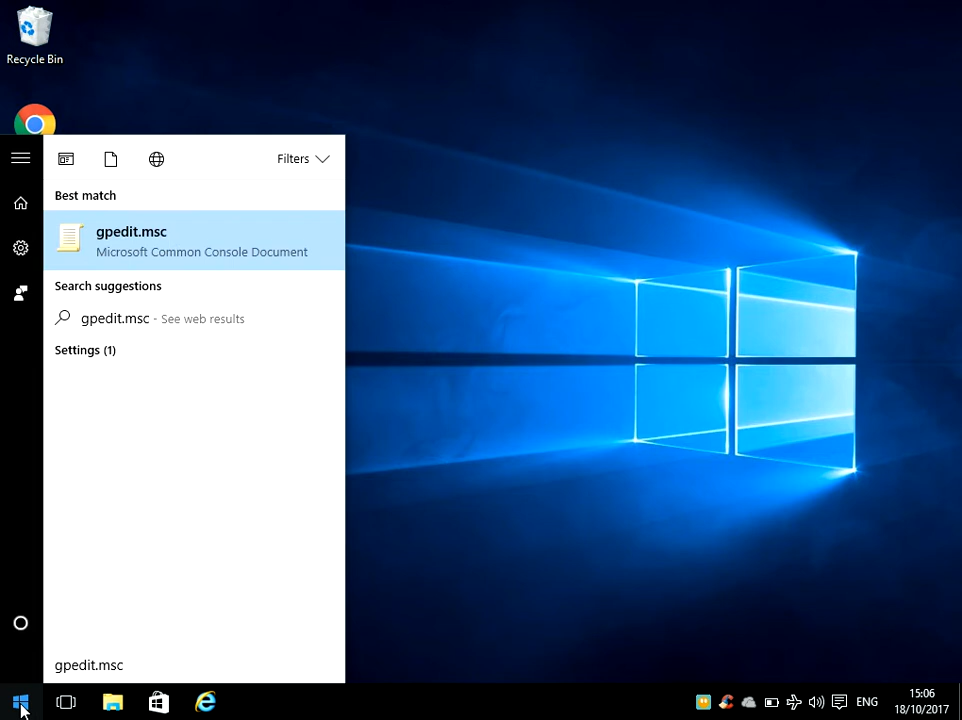 Recycle Bin
Filters
Best match
gpedit.msc
Microsoft Common Console Document
Search suggestions
gpedit.msc - See web results
Settings (1)
gpedit.msc
ENG
15:06
18/10/2017